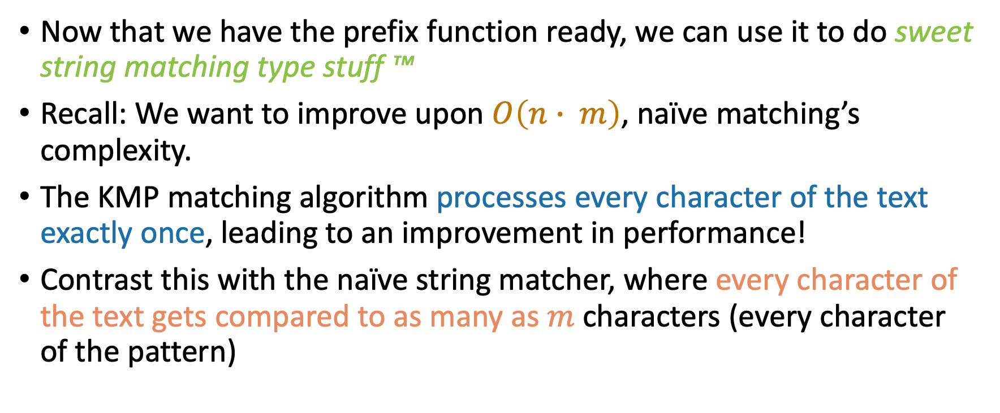 • Now that we have the prefix function ready, we can use it to do sweet
string matching type stuff ™
• Recall: We want to improve upon O(n · m), naïve matching’s
complexity.
• The KMP matching algorithm processes every character of the text
exactly once, leading to an improvement in performance!
• Contrast this with the naïve string matcher, where every character of
the text gets compared to as many as m characters (every character
of the pattern)